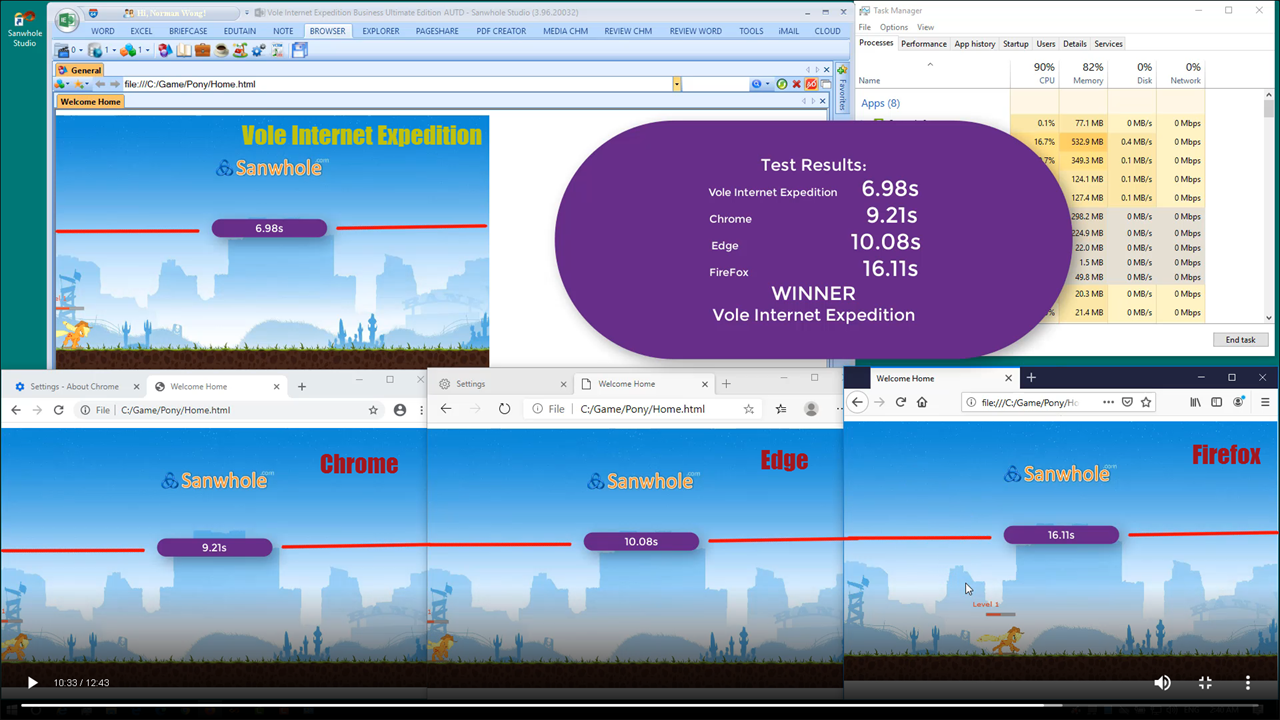 Sanwhole
Studio
Hi, Norman Wang!
Vole Internet Expedition Business Ultimate Edition AUTD - Sanwhole Studio (3.96.20032)
WORD EXCEL BRIEFCASE EDUTAIN NOTE BROWSER EXPLORER PAGESHARE PDF CREATOR MEDIA CHM REVIEW CHM REVIEW WORD TOOLS iMAIL CLOUD
0 1 1
General
file:///C:/Game/Pony/Home.html
Welcome Home
Favorites
Vole Internet Expedition
Sanwhole.com
6.98s
Task Manager
File Options View
Processes Performance App history Startup Users Details Services
90% 82% 0% 0%
Name CPU Memory Disk Network
Apps (8)
0.1% 77.1 MB 0 MB/s 0 Mbps
16.7% 532.9 MB 0.4 MB/s 0 Mbps
349.3 MB 0.1 MB/s 0 Mbps
124.1 MB 0.1 MB/s 0 Mbps
127.4 MB 0.1 MB/s 0 Mbps
298.2 MB 0 MB/s 0 Mbps
224.9 MB 0 MB/s 0 Mbps
22.0 MB 0 MB/s 0 Mbps
1.5 MB 0 MB/s 0 Mbps
49.8 MB 0 MB/s 0 Mbps
20.3 MB 0 MB/s 0 Mbps
21.4 MB 0 MB/s 0 Mbps
End task
Test Results:
Vole Internet Expedition 6.98s
Chrome 9.21s
Edge 10.08s
FireFox 16.11s
WINNER
Vole Internet Expedition
Settings - About Chrome Welcome Home
File C:/Game/Pony/Home.html
Chrome
Sanwhole.com
9.21s
Settings Welcome Home
File C:/Game/Pony/Home.html
Edge
Sanwhole.com
10.08s
Welcome Home
file:///C:/Game/Pony/Ho
Firefox
Sanwhole.com
16.11s
Level 1
10:33 / 12:43